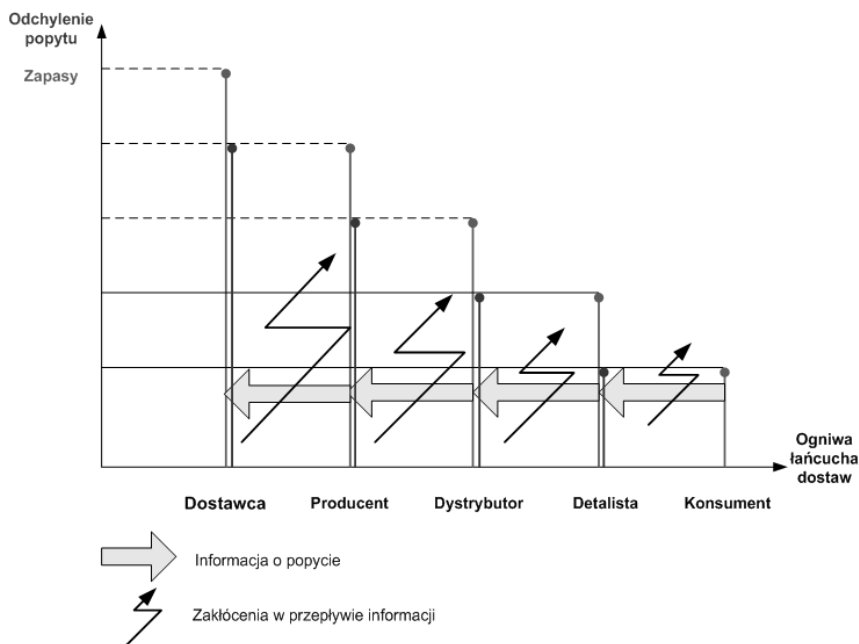 Odchylenie
popytu
Zapasy
Ogniwa
łańcucha
dostaw
Dostawca Producent Dystrybutor Detalista Konsument
Informacja o popycie
Zakłócenia w przepływie informacji